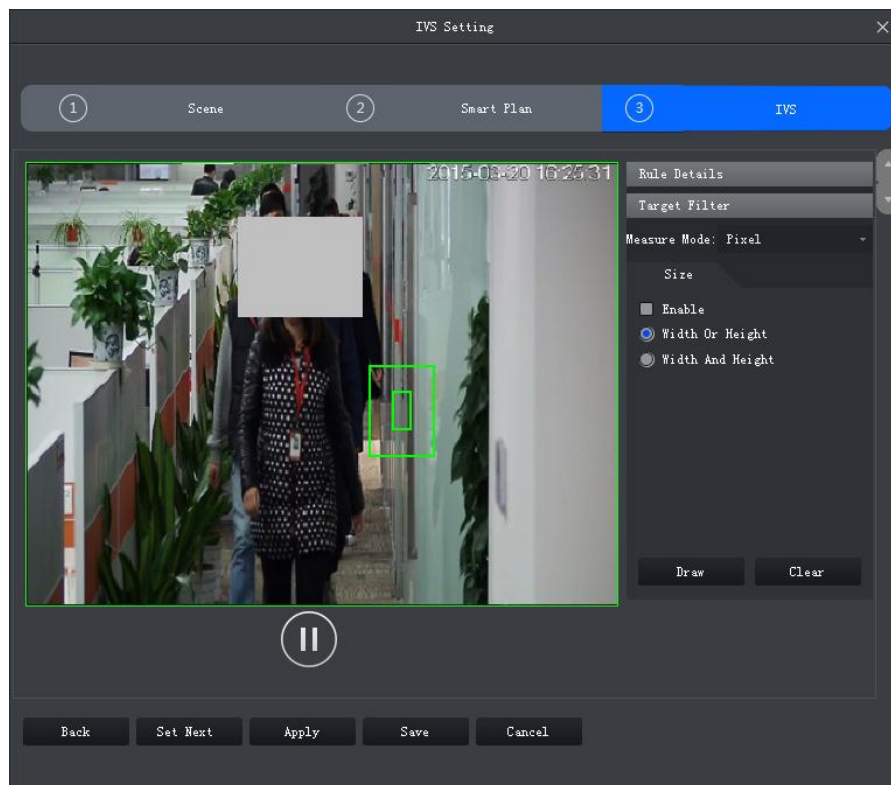 IVS Setting
1 Scene 2 Smart Plan 3 IVS
2015-03-20 16:25:31
Rule Details
Target Filter
Measure Mode: Pixel
Size
Enable
Width Or Height
Width And Height
Draw Clear
Back Set Next Apply Save Cancel